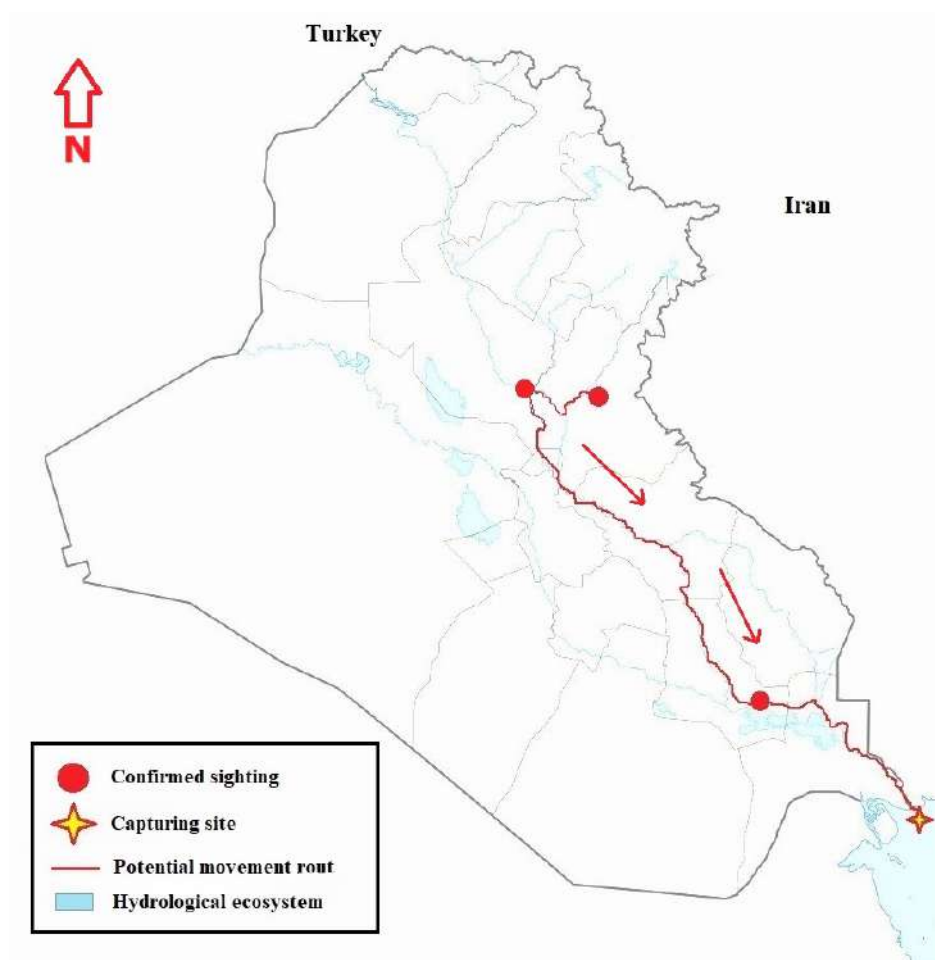 Turkey
N
Iran
Confirmed sighting
Capturing site
Potential movement rout
Hydrological ecosystem